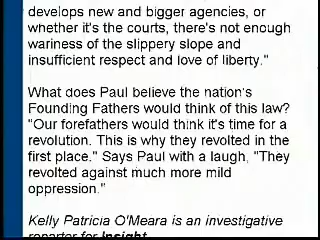 develops new and bigger agencies, or
whether it's the courts, there's not enough
wariness of the slippery slope and
insufficient respect and love of liberty."
What does Paul believe the nation's
Founding Fathers would think of this law?
"Our forefathers would think it's time for a
revolution. This is why they revolted in the
first place." Says Paul with a laugh, "They
revolted against much more mild
oppression."
Kelly Patricia O'Meara is an investigative
reporter for Insight